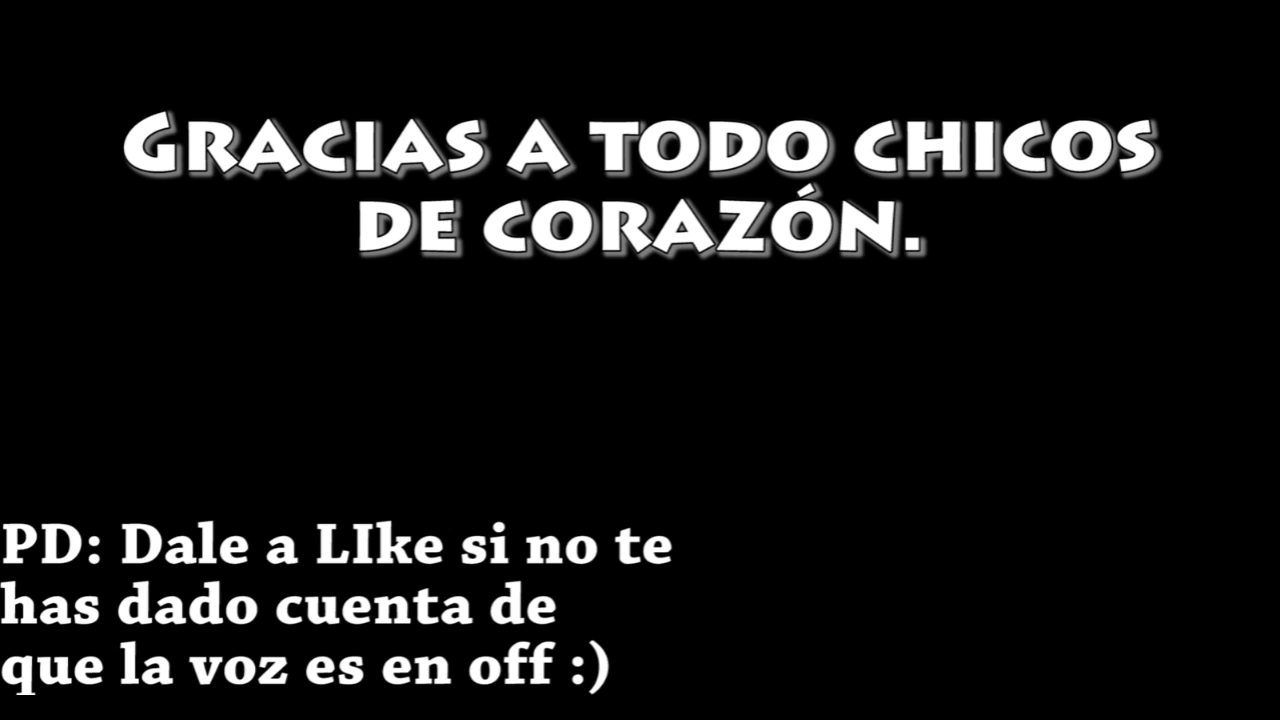 Gracias a todo chicos
de corazón.
PD: Dale a LIke si no te
has dado cuenta de
que la voz es en off :)